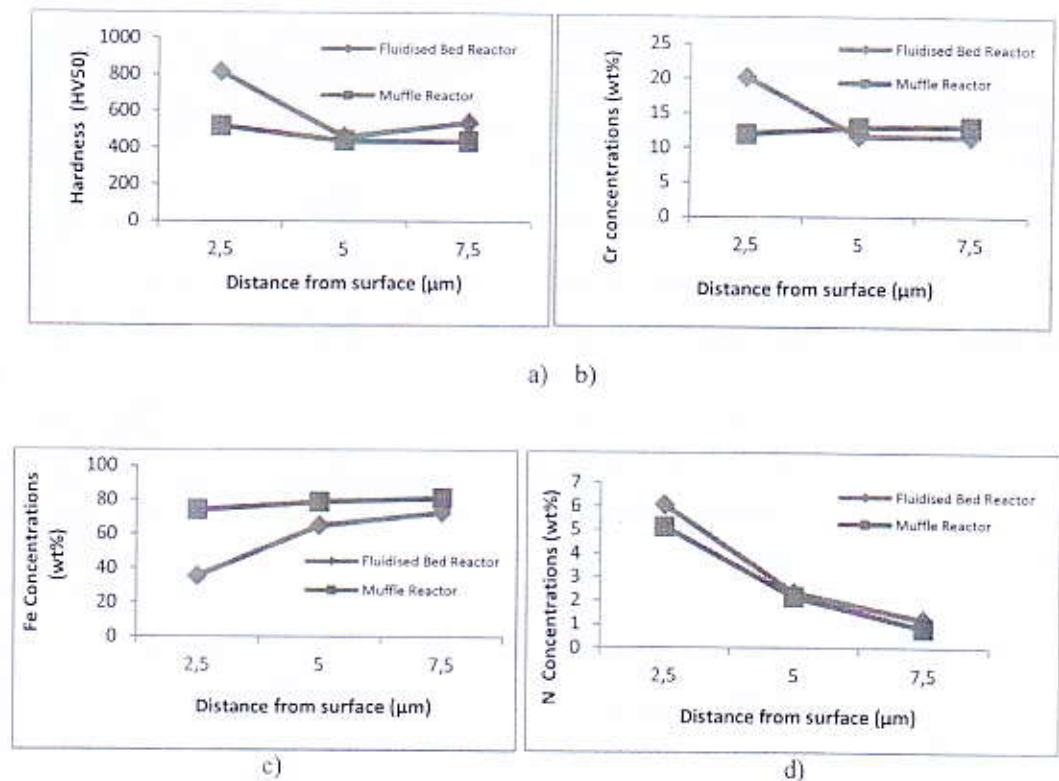 1000
800
600
400
200
0
Hardness (HV50)
Fluidised Bed Reactor
Muffle Reactor
2,5 5 7,5
Distance from surface (µm)
25
20
15
10
5
0
Cr concentrations (wt%)
Fluidised Bed Reactor
Muffle Reactor
2,5 5 7,5
Distance from surface (µm)
a) b)
100
80
60
40
20
0
Fe Concentrations
(wt%)
Fluidised Bed Reactor
Muffle Reactor
2,5 5 7,5
Distance from surface (µm)
c)
7
6
5
4
3
2
1
0
N Concentrations (wt%)
Fluidised Bed Reactor
Muffle Reactor
2,5 5 7,5
Distance from surface (µm)
d)